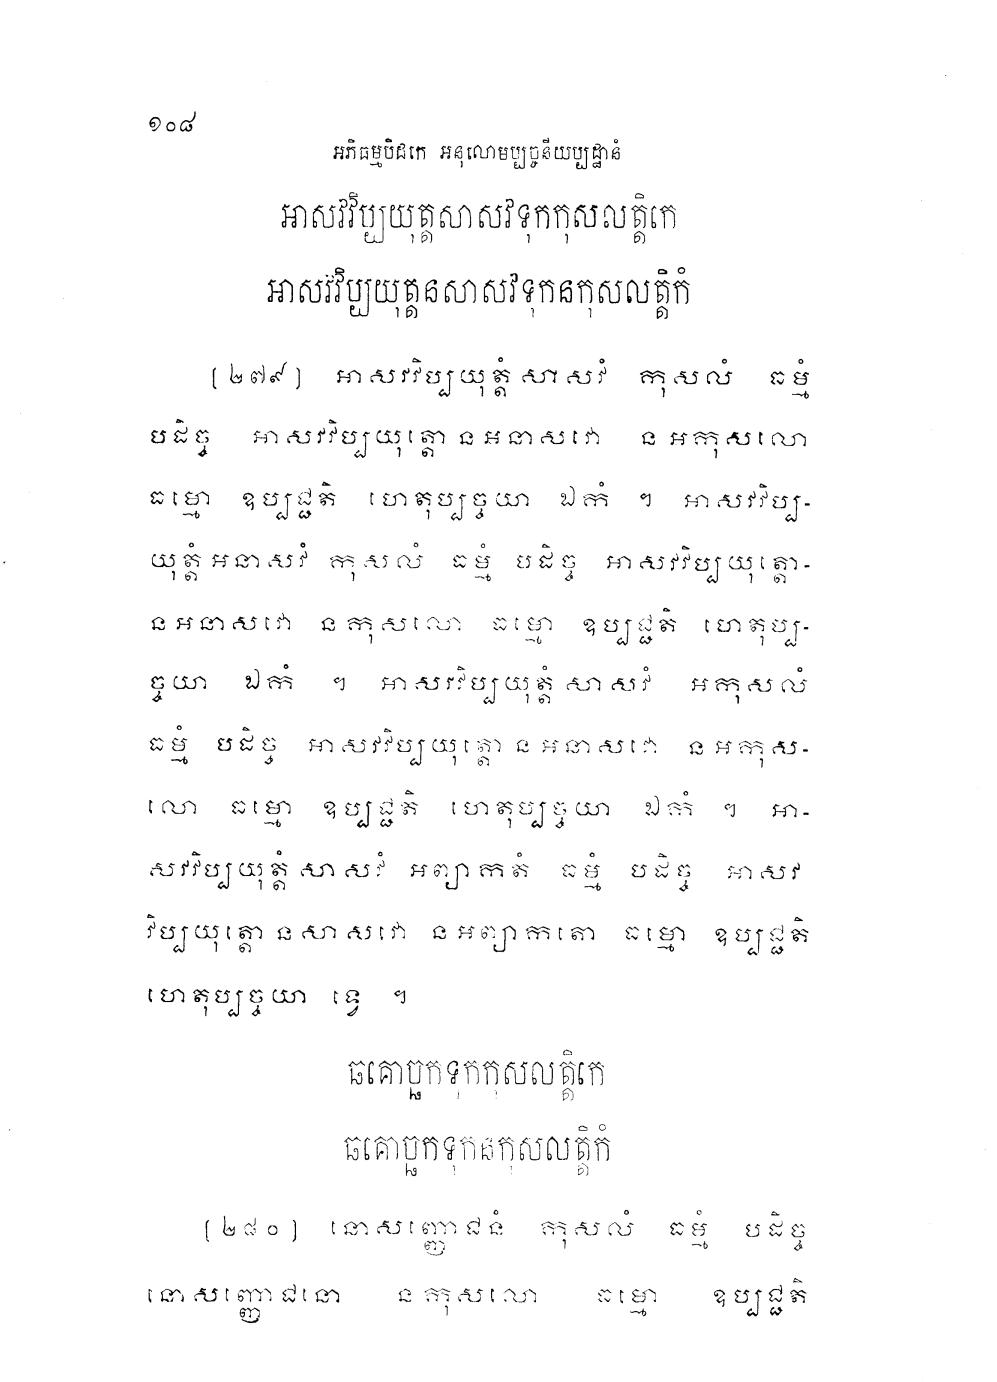 ១០៨
អភិធម្មបិដកេ អនុលោមប្បច្ចនីយប្បដ្ឋានំ
អាសវវិប្បយុត្តសាសវទុកកុសលត្តិកេ
អាសវវិប្បយុត្តនសាសវទុកនកុសលត្តិកំ
[២៧៩] អាសវវិប្បយុត្តំសាសវំ កុសលំ ធម្មំ
បដិច្ច អាសវវិប្បយុត្តោនអនាសវោ នអកុសលោ
ធម្មោ ឧប្បជ្ជតិ ហេតុប្បច្ចយា ឯកំ ។ អាសវវិប្ប-
យុត្តំអនាសវំ កុសលំ ធម្មំ បដិច្ច អាសវវិប្បយុត្តោ-
នអនាសវោ នកុសលោ ធម្មោ ឧប្បជ្ជតិ ហេតុប្ប-
ច្ចយា ឯកំ ។ អាសវវិប្បយុត្តំសាសវំ អកុសលំ
ធម្មំ បដិច្ច អាសវវិប្បយុត្តោនអនាសវោ នអកុស-
លោ ធម្មោ ឧប្បជ្ជតិ ហេតុប្បច្ចយា ឯកំ ។ អា-
សវវិប្បយុត្តំសាសវំ អព្យាកតំ ធម្មំ បដិច្ច អាសវ
វិប្បយុត្តោនសាសវោ នអព្យាកតោ ធម្មោ ឧប្បជ្ជតិ
ហេតុប្បច្ចយា ទ្វេ ។
ឆគោច្ឆកទុកកុសលត្តិកេ
ឆគោច្ឆកទុកនកុសលត្តិកំ
[២៨០] នោសញ្ញោជនំ កុសលំ ធម្មំ បដិច្ច
នោសញ្ញោជនោ នកុសលោ ធម្មោ ឧប្បជ្ជតិ